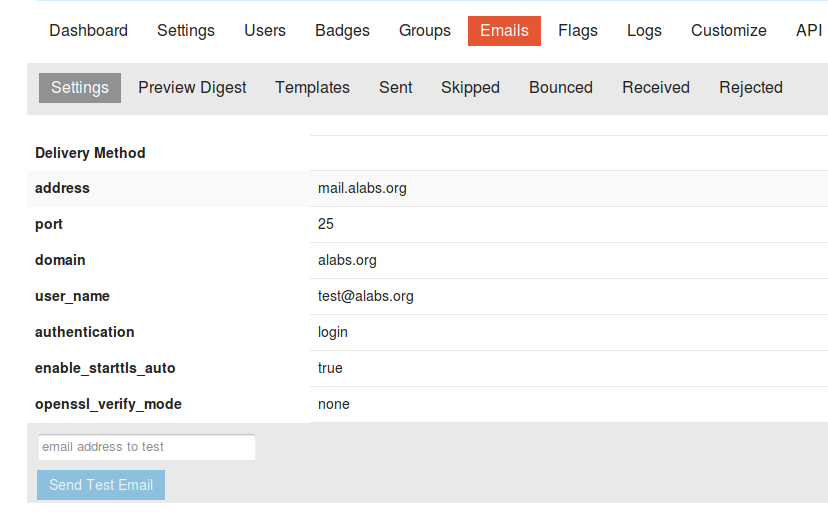 Dashboard Settings Users Badges Groups Emails Flags Logs Customize API
Settings Preview Digest Templates Sent Skipped Bounced Received Rejected
Delivery Method
address mail.alabs.org
port 25
domain alabs.org
user_name test@alabs.org
authentication login
enable_starttls_auto true
openssl_verify_mode none
email address to test
Send Test Email